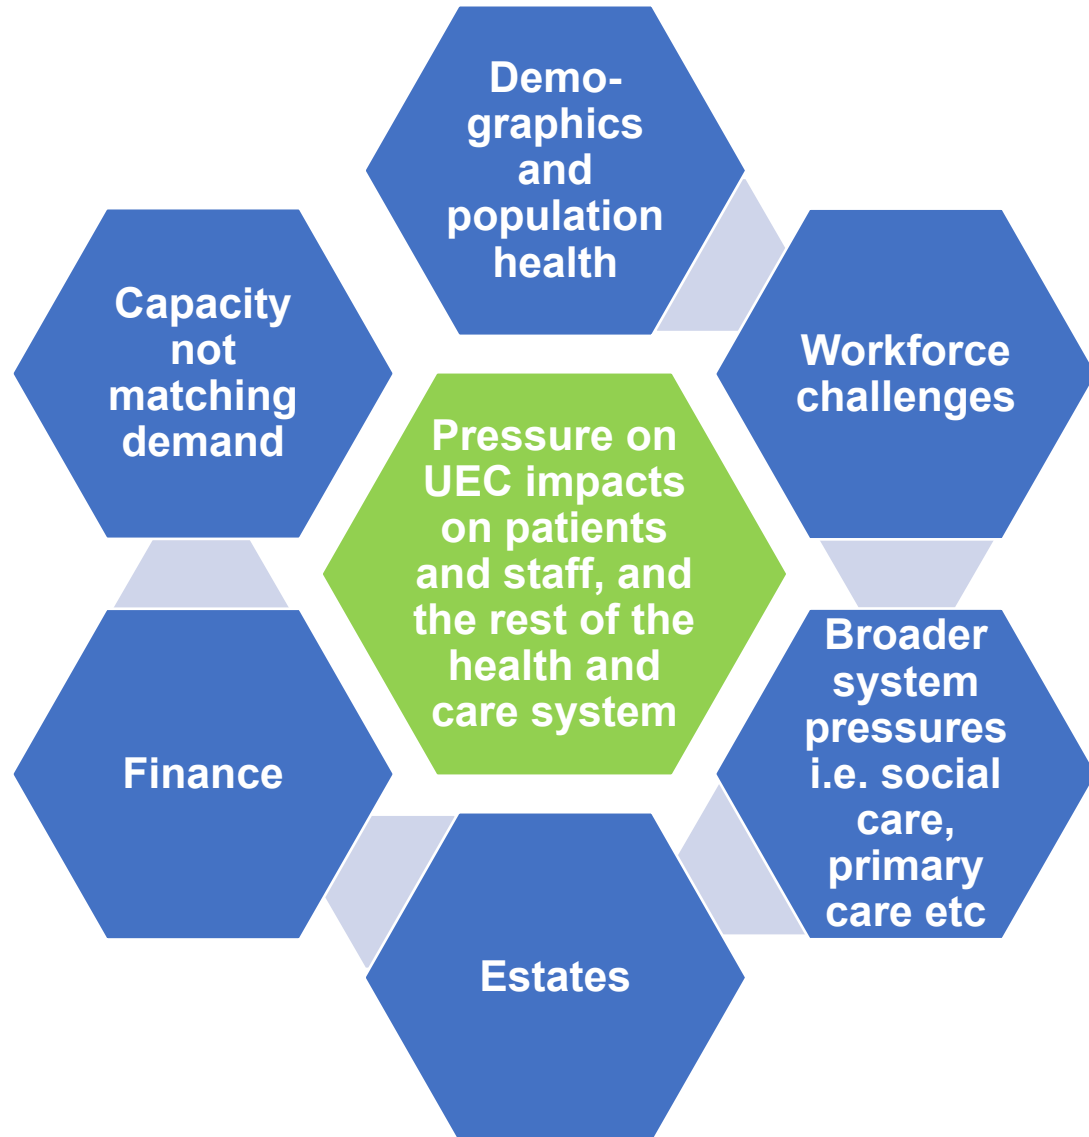 Demo-
graphics
and
population
health
Capacity
not
matching
demand
Workforce
challenges
Pressure on
UEC impacts
on patients
and staff, and
the rest of the
health and
care system
Broader
system
pressures
i.e. social
care,
primary
care etc
Finance
Estates